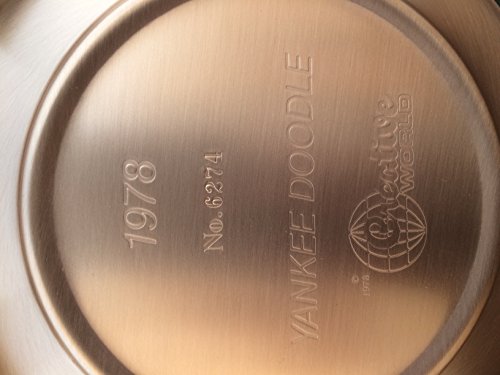 1978
No.6274
YANKEE DOODLE
Creative
WORLD
© 1978